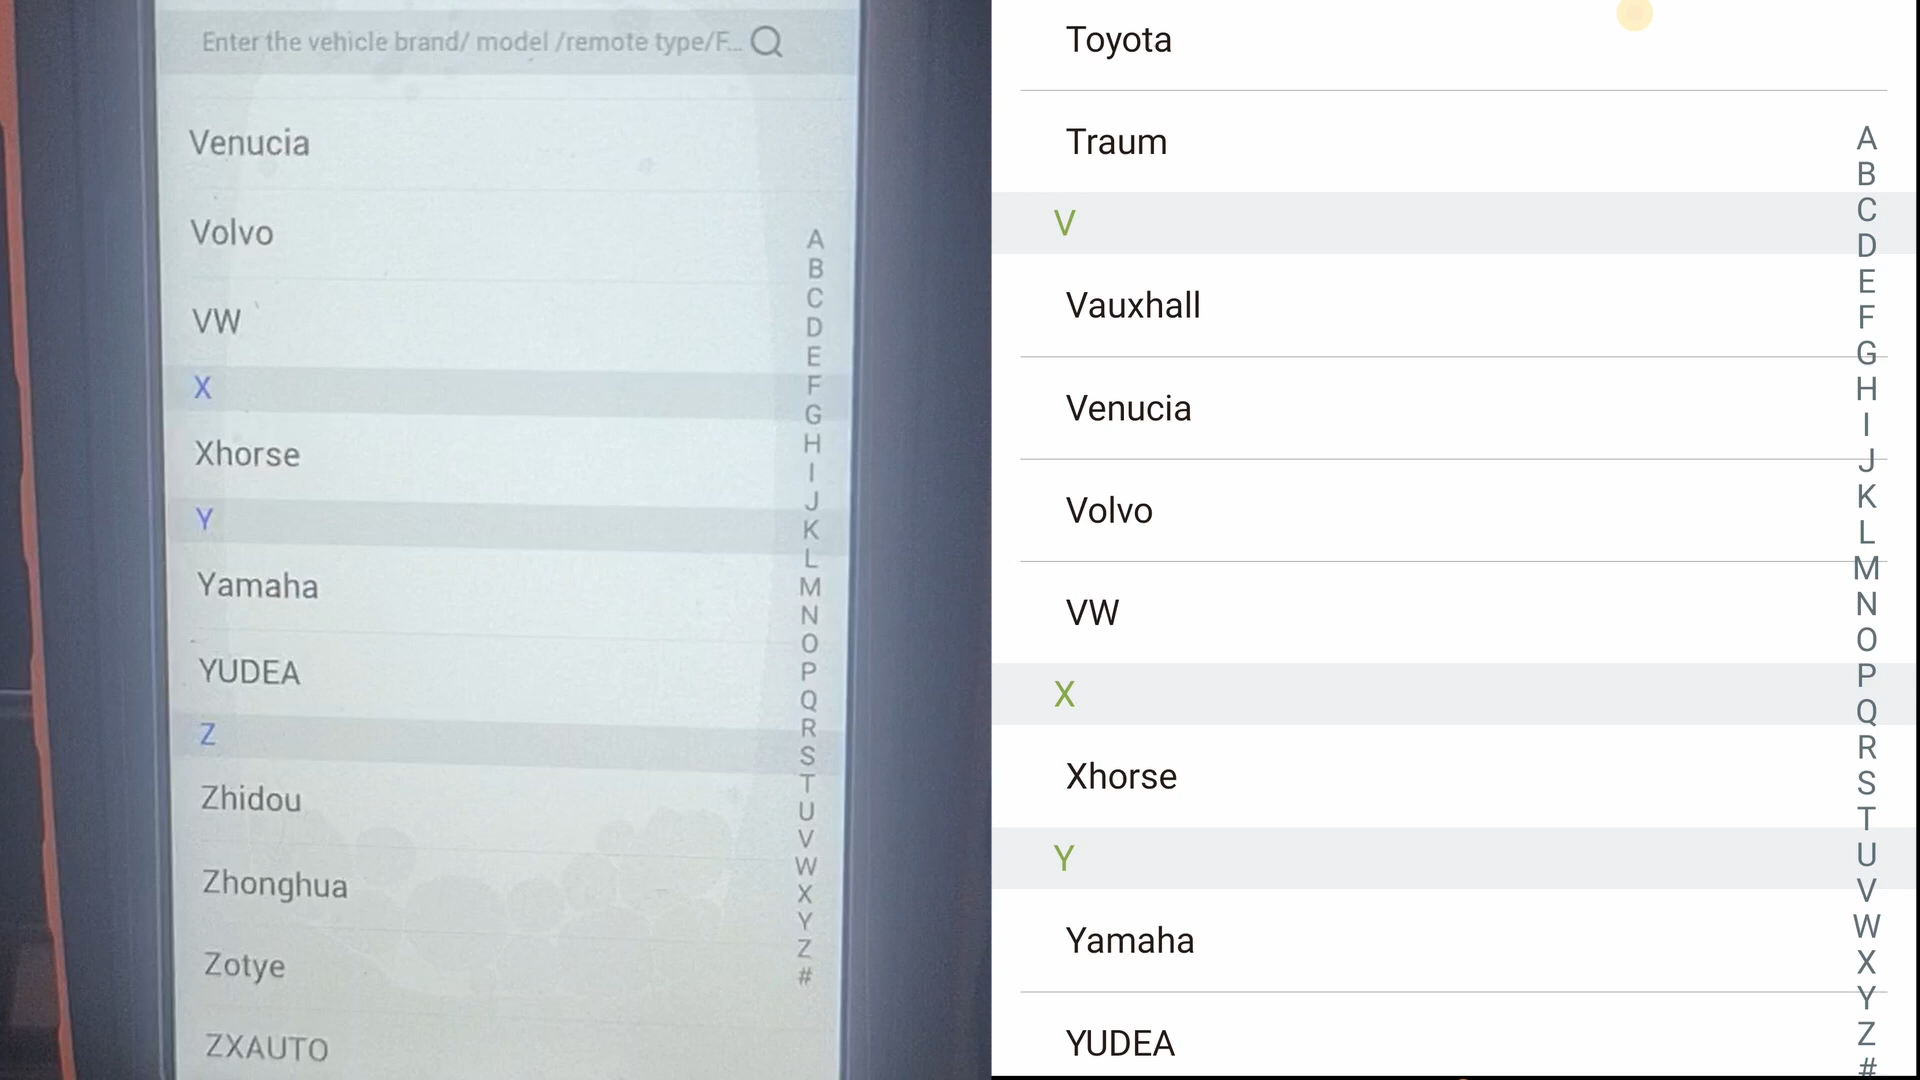 Enter the vehicle brand/ model /remote type/F...
Venucia
Volvo
VW
X
Xhorse
Y
Yamaha
YUDEA
Z
Zhidou
Zhonghua
Zotye
ZXAUTO
A
B
C
D
E
F
G
H
I
J
K
L
M
N
O
P
Q
R
S
T
U
V
W
X
Y
Z
#
Toyota
Traum
V
Vauxhall
Venucia
Volvo
VW
X
Xhorse
Y
Yamaha
YUDEA
A
B
C
D
E
F
G
H
I
J
K
L
M
N
O
P
Q
R
S
T
U
V
W
X
Y
Z
#